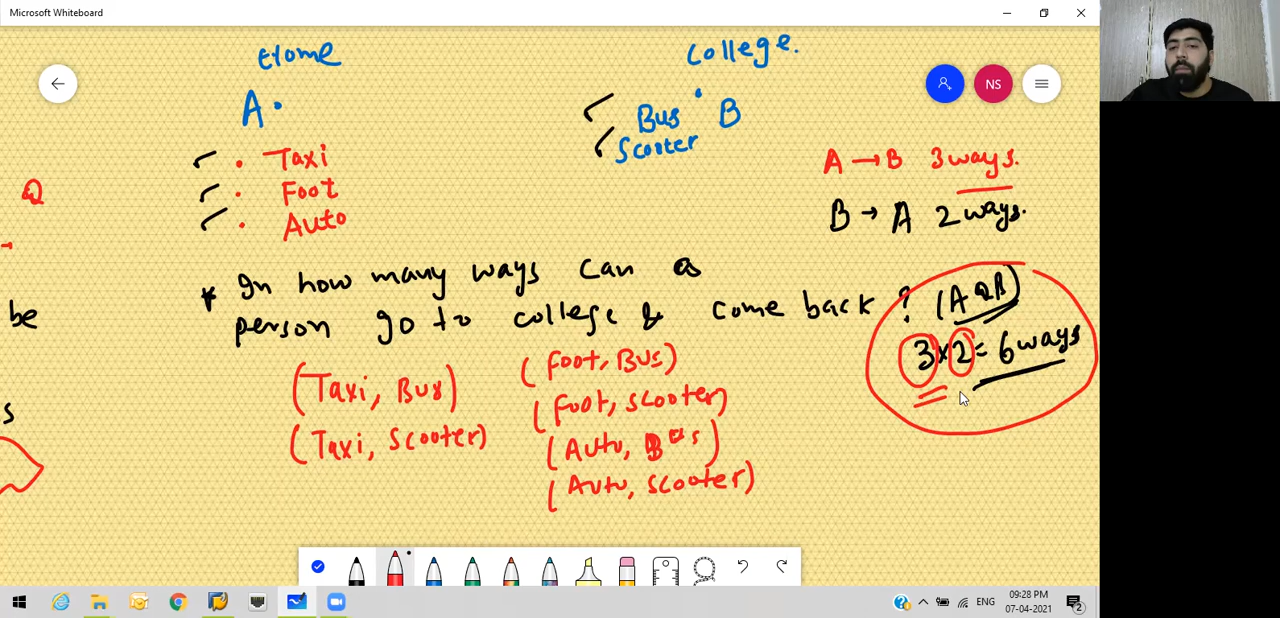 Microsoft Whiteboard
Home
College.
A
Bus B
Scooter
NS
Taxi
Foot
Auto
Q
A → B 3 ways.
B → A 2 ways.
* In how many ways can a
person go to college & come back ? (A & B)
be
3 × 2 = 6 ways
(Taxi, Bus)
(Taxi, Scooter)
(Foot, Bus)
(Foot, Scooter)
(Auto, Bus)
(Auto, Scooter)
s
ENG
09:28 PM
07-04-2021
2